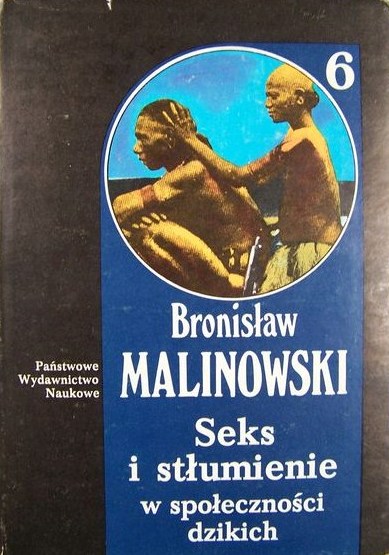 6
Bronisław
MALINOWSKI
Państwowe
Wydawnictwo
Naukowe
Seks
i stłumienie
w społeczności
dzikich